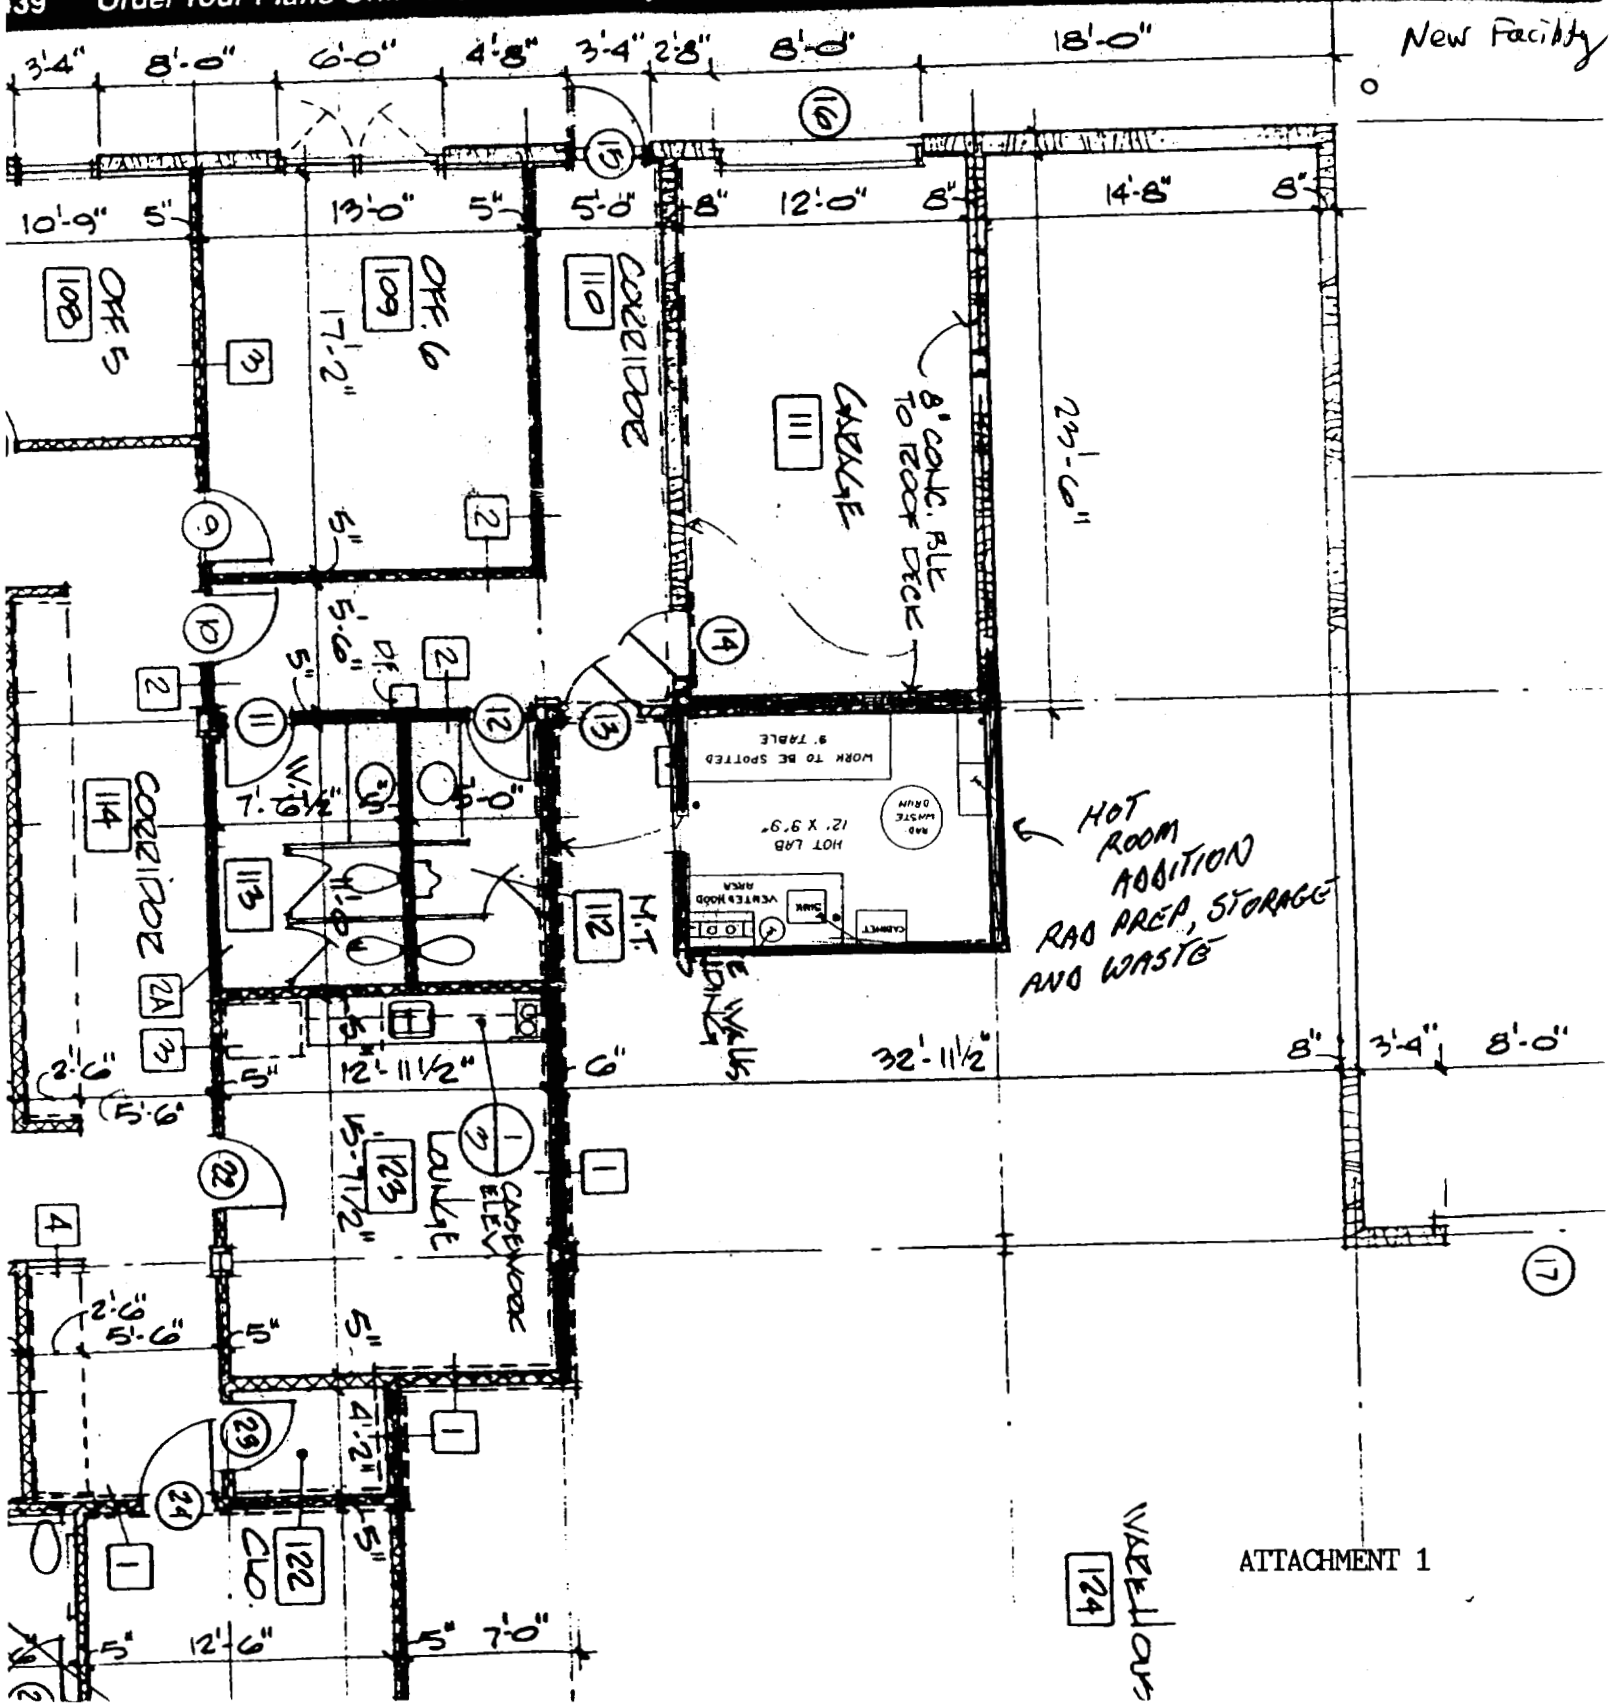 139 Order Your Plans
New Facility
3'-4" 8'-0" 6'-0" 4'-8" 3'-4" 2'-8" 8'-0" 18'-0"
16
15
10'-9" 5" 13'-0" 5" 5'-0" 8" 12'-0" 8" 14'-8" 8"
OFF. 5
108
OFF. 6
109
CORRIDOR
110
GARAGE
111
8" CONC. BLK
TO ROOF DECK
23'-6"
17'-2"
3
2
9
5"
10
5'-6"
5"
D.F.
2
2
14
11
12
13
WORK TO BE SPOTTED
9' TABLE
RAD.
WASTE
DRUM
HOT LAB
12' X 9'9"
VENTED HOOD
AREA
SINK
CABINET
HOT
ROOM
ADDITION
RAD PREP, STORAGE
AND WASTE
CORRIDOR
114
113
M.T.
112
2A
3
2'-6"
5'-6"
5" 12'-11 1/2" 6" 32'-11 1/2" 8" 3'-4" 8'-0"
22
15'-7 1/2"
LOUNGE
123
CASEWORK
ELEV.
1
3
1
4
17
2'-6"
5'-6" 5"
5"
1
4'-2"
23
24
5"
CLO.
122
1
WAREHOUS
124
ATTACHMENT 1
5" 12'-6" 5" 7'-0"